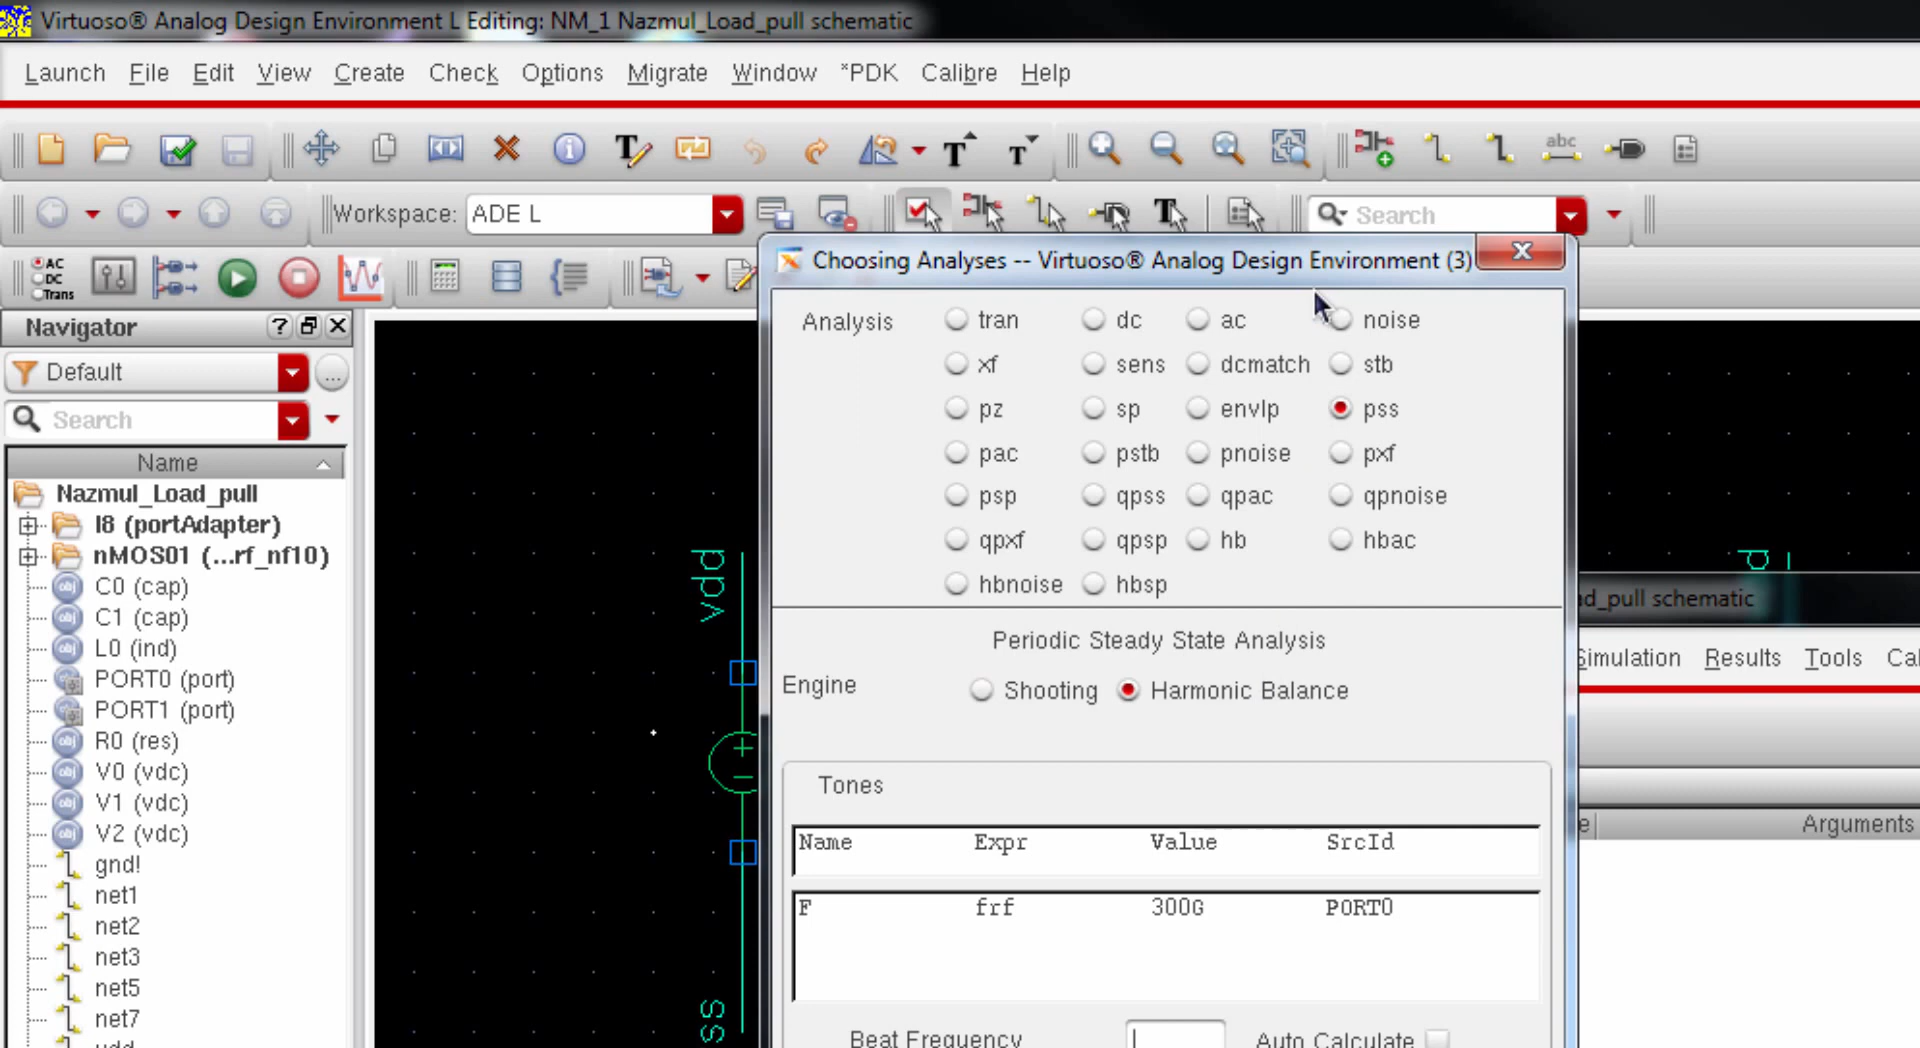 Virtuoso® Analog Design Environment L Editing: NM_1 Nazmul_Load_pull schematic
Launch File Edit View Create Check Options Migrate Window *PDK Calibre Help
T T T abc
Workspace: ADE L T Search
AC
DC
Trans
Choosing Analyses -- Virtuoso® Analog Design Environment (3)
Navigator
Default
Search
Name
Nazmul_Load_pull
I8 (portAdapter)
nMOS01 (...rf_nf10)
C0 (cap)
C1 (cap)
L0 (ind)
PORT0 (port)
PORT1 (port)
R0 (res)
V0 (vdc)
V1 (vdc)
V2 (vdc)
gnd!
net1
net2
net3
net5
net7
vdd
Analysis tran dc ac noise
xf sens dcmatch stb
pz sp envlp pss
pac pstb pnoise pxf
psp qpss qpac qpnoise
qpxf qpsp hb hbac
hbnoise hbsp
Periodic Steady State Analysis
Engine Shooting Harmonic Balance
Tones
Name Expr Value SrcId
F frf 300G PORT0
Beat Frequency Auto Calculate
d_pull schematic
Simulation Results Tools Cal
e Arguments
vdd
ss
d